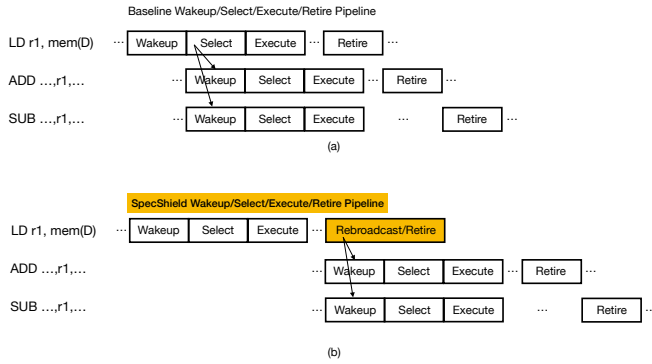 Baseline Wakeup/Select/Execute/Retire Pipeline
LD r1, mem(D) ... Wakeup Select Execute ... Retire ...
ADD ...,r1,... ... Wakeup Select Execute ... Retire ...
SUB ...,r1,... ... Wakeup Select Execute ... Retire ...
(a)
SpecShield Wakeup/Select/Execute/Retire Pipeline
LD r1, mem(D) ... Wakeup Select Execute ... Rebroadcast/Retire
ADD ...,r1,... ... Wakeup Select Execute ... Retire ...
SUB ...,r1,... ... Wakeup Select Execute ... Retire ...
(b)